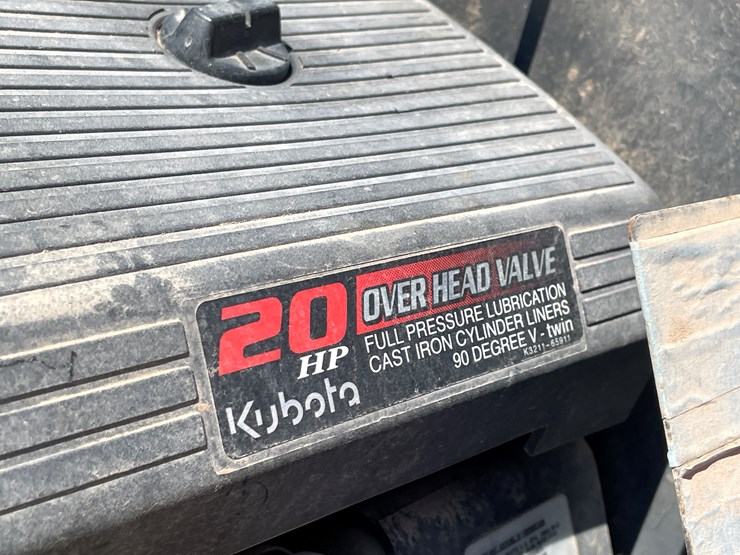 20 HP
OVER HEAD VALVE
FULL PRESSURE LUBRICATION
CAST IRON CYLINDER LINERS
90 DEGREE V-twin
K3211-65911
Kubota